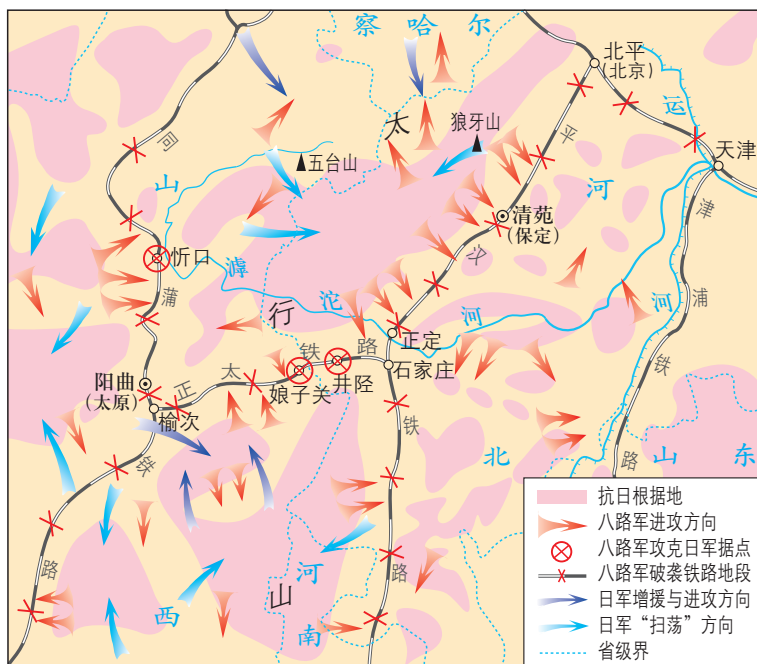 察哈尔
北平
(北京)
运
太
狼牙山
平
天津
同
五台山
山
河
津
清苑
(保定)
汉
忻口
滹
沱
河
河
浦
蒲
行
正定
铁
铁
路
石家庄
太
正
井陉
娘子关
阳曲
(太原)
榆次
铁
铁
路
北
山东
路
河
路
山
西
南
抗日根据地
八路军进攻方向
八路军攻克日军据点
八路军破袭铁路地段
日军增援与进攻方向
日军“扫荡”方向
省级界